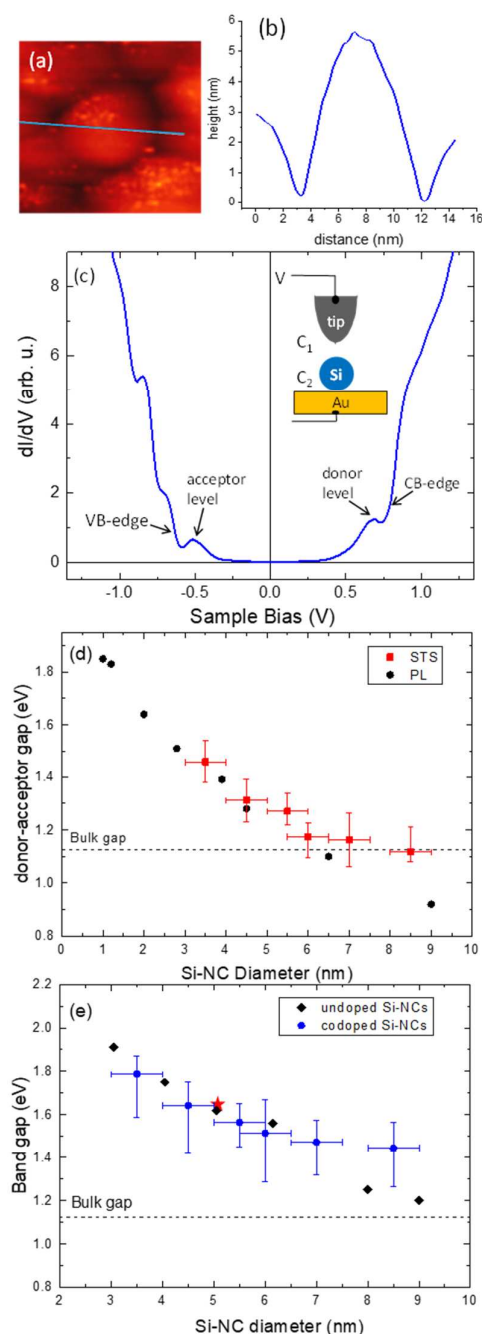 (a)
(b)
height (nm)
6
5
4
3
2
1
0
0 2 4 6 8 10 12 14 16
distance (nm)
(c)
V
tip
C1
C2
Si
Au
dI/dV (arb. u.)
8
6
4
2
0
acceptor
level
VB-edge
donor
level
CB-edge
-1.0 -0.5 0.0 0.5 1.0
Sample Bias (V)
(d)
STS
PL
donor-acceptor gap (eV)
1.8
1.6
1.4
1.2
1.0
0.8
Bulk gap
0 1 2 3 4 5 6 7 8 9 10
Si-NC Diameter (nm)
(e)
undoped Si-NCs
codoped Si-NCs
Band gap (eV)
2.2
2.0
1.8
1.6
1.4
1.2
1.0
0.8
Bulk gap
2 3 4 5 6 7 8 9 10
Si-NC diameter (nm)